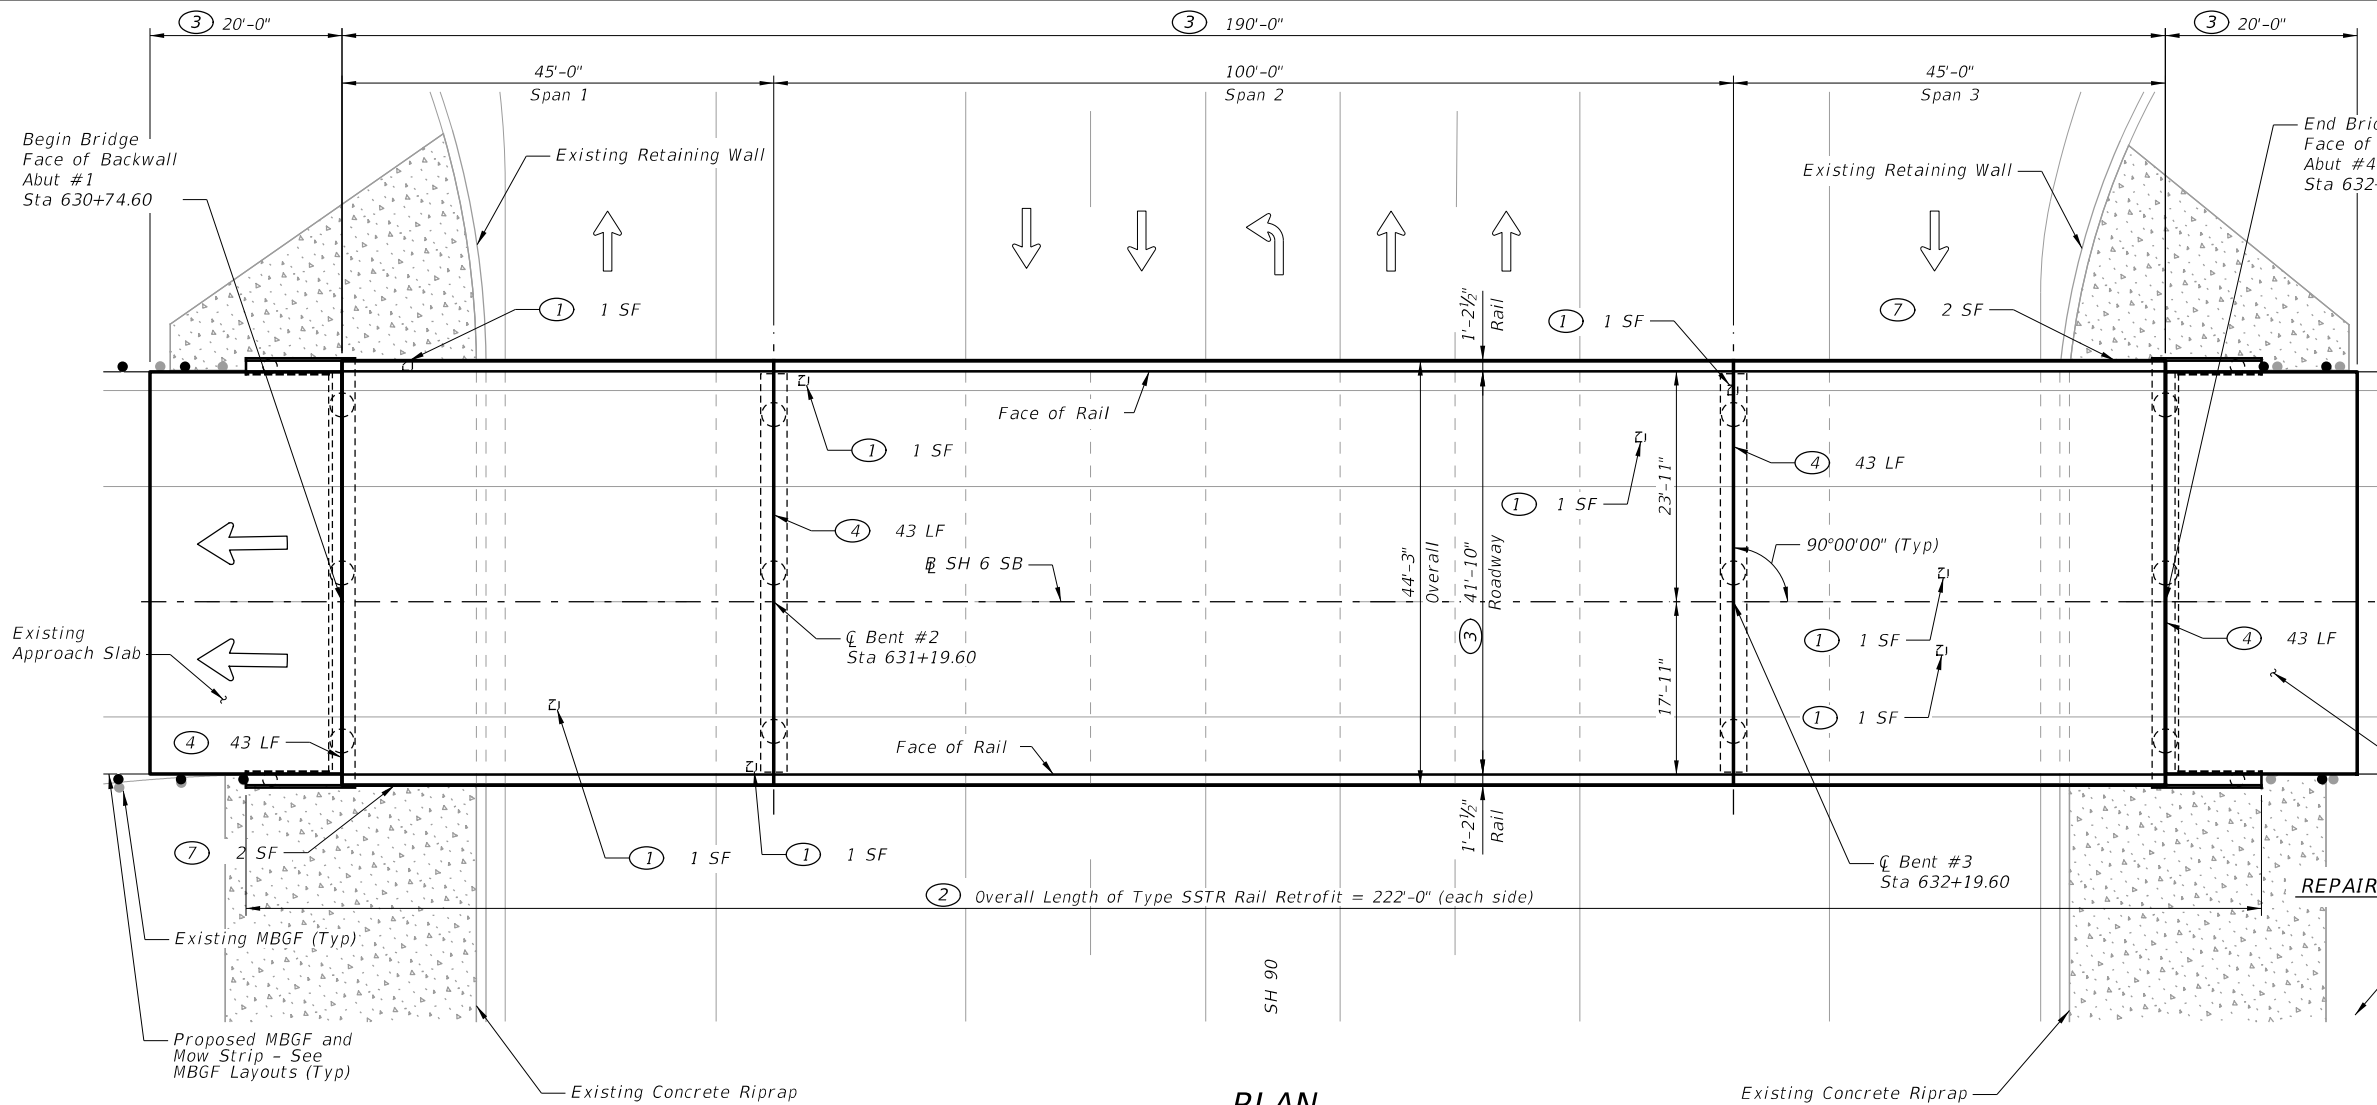 3 20'-0"
3 190'-0"
3 20'-0"
45'-0"
Span 1
100'-0"
Span 2
45'-0"
Span 3
Begin Bridge
Face of Backwall
Abut #1
Sta 630+74.60
Existing Retaining Wall
Existing Retaining Wall
End
Face of
Abut #4
Sta 632
1 1 SF
1'-2½"
Rail
1 1 SF
7 2 SF
Face of Rail
1 1 SF
4 43 LF
1 1 SF
23'-11"
4 43 LF
℄ SH 6 SB
44'-3"
Overall
41'-10"
3
Roadway
90°00'00" (Typ)
Existing
Approach Slab
℄ Bent #2
Sta 631+19.60
1 1 SF
4 43 LF
17'-11"
1 1 SF
4 43 LF
Face of Rail
1'-2½"
Rail
7 2 SF
1 1 SF
1 1 SF
℄ Bent #3
Sta 632+19.60
2 Overall Length of Type SSTR Rail Retrofit = 222'-0" (each side)
REPAIR
Existing MBGF (Typ)
SH 90
Proposed MBGF and
Mow Strip – See
MBGF Layouts (Typ)
Existing Concrete Riprap
Existing Concrete Riprap
PLAN